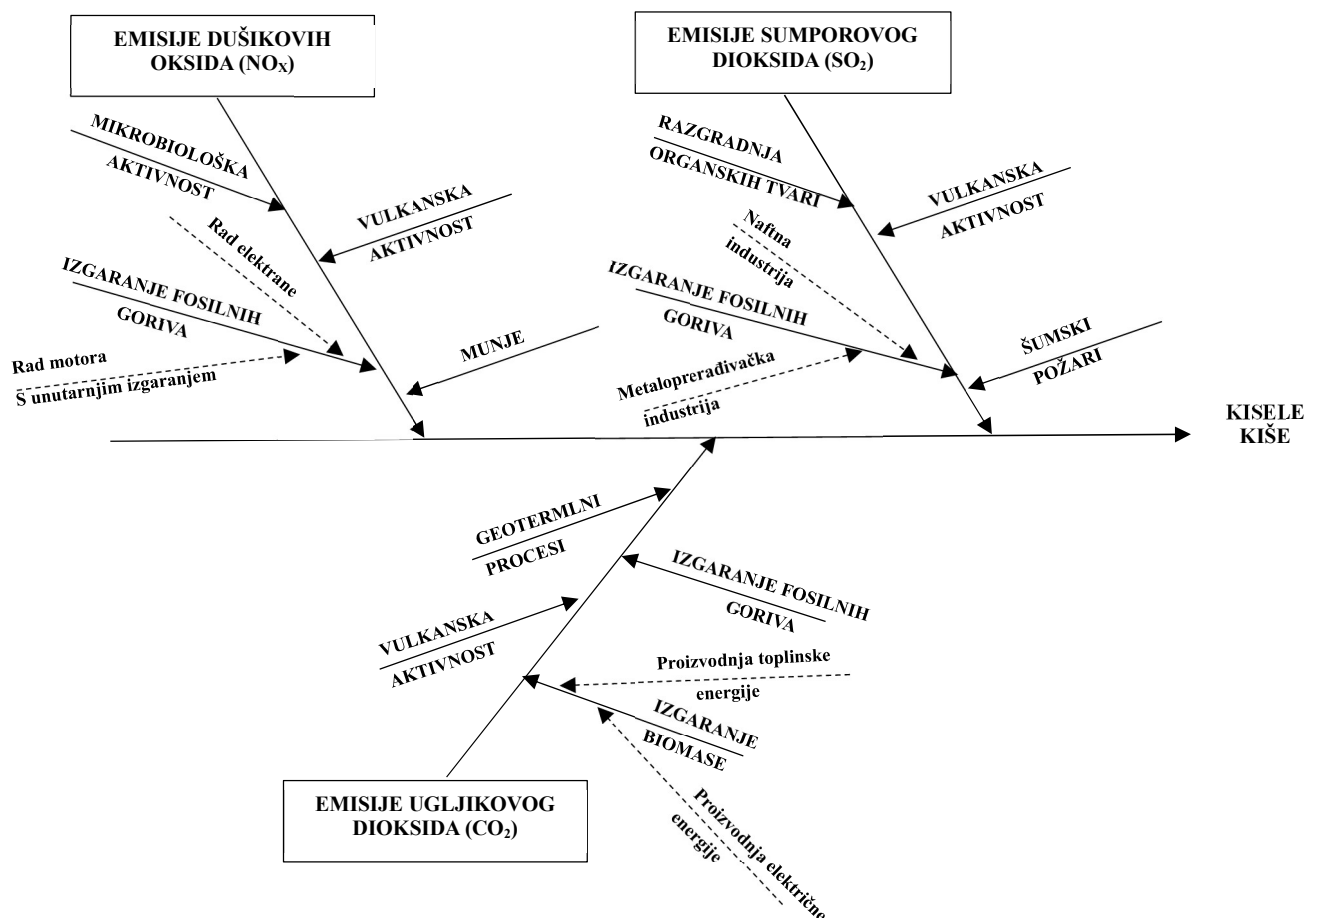 EMISIJE DUŠIKOVIH
OKSIDA (NOX)
EMISIJE SUMPOROVOG
DIOKSIDA (SO2)
MIKROBIOLOŠKA
AKTIVNOST
VULKANSKA
AKTIVNOST
Rad elektrane
IZGARANJE FOSILNIH
GORIVA
MUNJE
Rad motora
S unutarnjim izgaranjem
RAZGRADNJA
ORGANSKIH TVARI
VULKANSKA
AKTIVNOST
Naftna
industrija
IZGARANJE FOSILNIH
GORIVA
ŠUMSKI
POŽARI
Metaloprerađivačka
industrija
KISELE
KIŠE
GEOTERMLNI
PROCESI
IZGARANJE FOSILNIH
GORIVA
VULKANSKA
AKTIVNOST
Proizvodnja toplinske
energije
IZGARANJE
BIOMASE
Proizvodnja električne
energije
EMISIJE UGLJIKOVOG
DIOKSIDA (CO2)